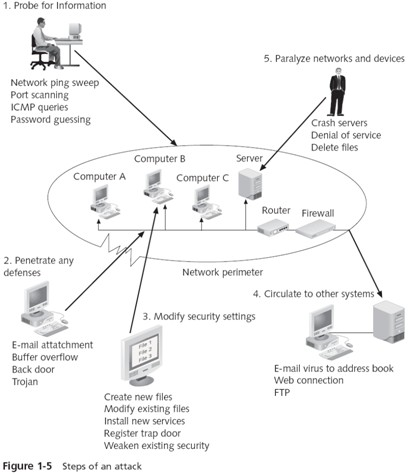 1. Probe for Information
Network ping sweep
Port scanning
ICMP queries
Password guessing
5. Paralyze networks and devices
Crash servers
Denial of service
Delete files
Computer A
Computer B
Computer C
Server
Router
Firewall
Network perimeter
2. Penetrate any
defenses
E-mail attatchment
Buffer overflow
Back door
Trojan
3. Modify security settings
File 1
File 2
File 3
Create new files
Modify existing files
Install new services
Register trap door
Weaken existing security
4. Circulate to other systems
E-mail virus to address book
Web connection
FTP
Figure 1-5 Steps of an attack